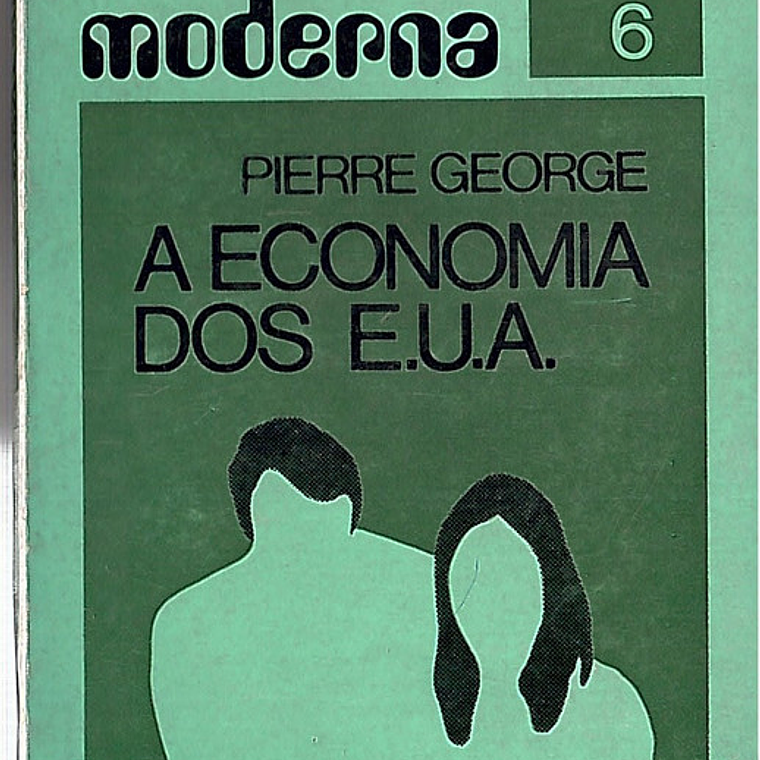 moderna
6
PIERRE GEORGE
A ECONOMIA
DOS E.U.A.